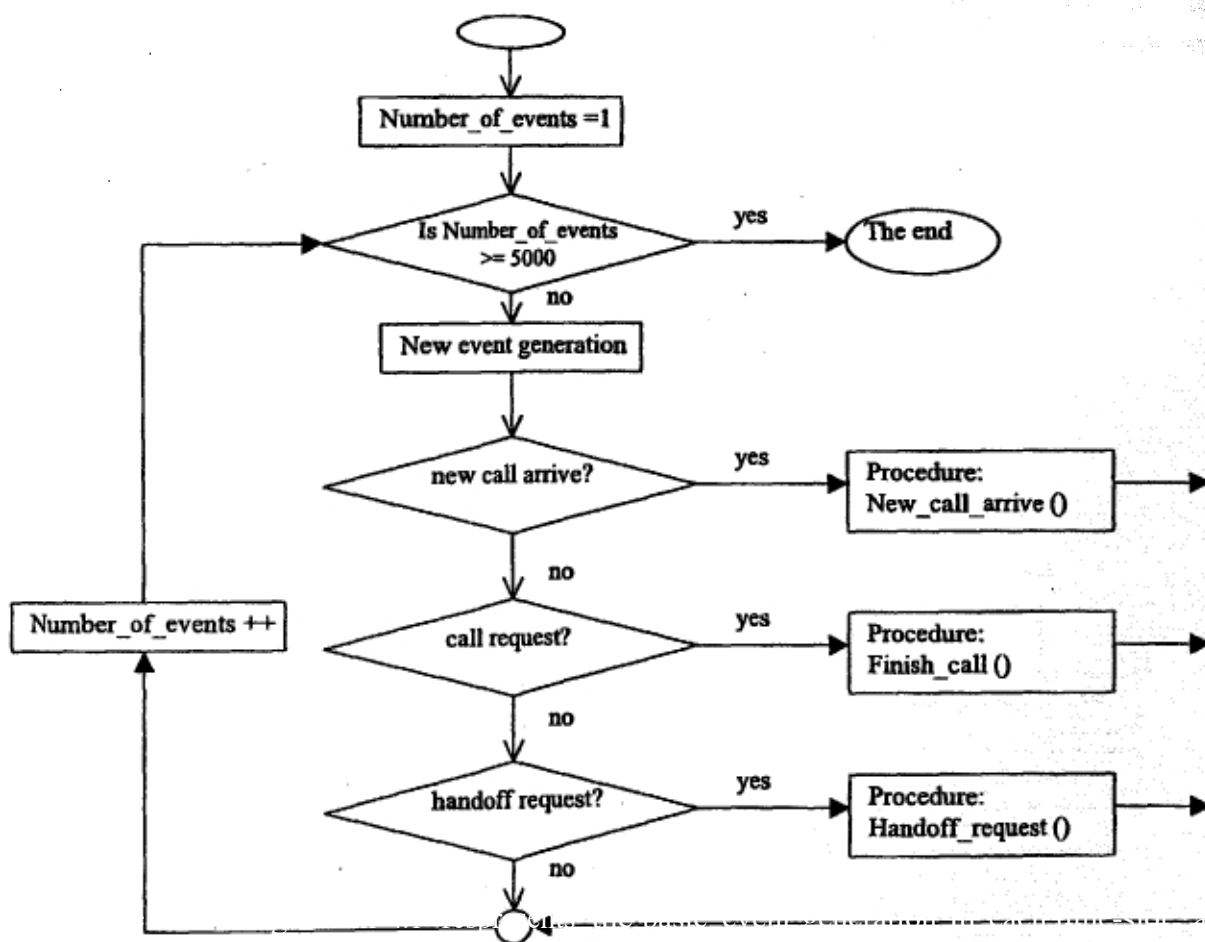 Number_of_events =1
Is Number_of_events
>= 5000
yes
The end
no
New event generation
new call arrive?
yes
Procedure:
New_call_arrive ()
no
Number_of_events ++
call request?
yes
Procedure:
Finish_call ()
no
handoff request?
yes
Procedure:
Handoff_request ()
no